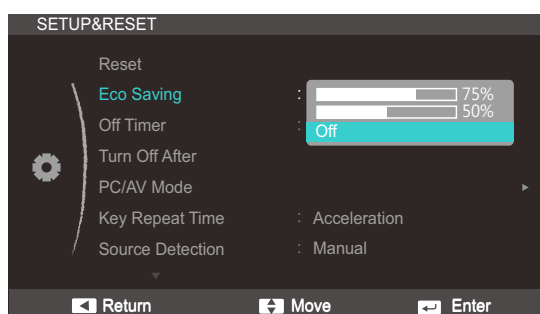 SETUP&RESET
Reset
Eco Saving : 75%
50%
Off Timer : Off
Turn Off After
PC/AV Mode
Key Repeat Time : Acceleration
Source Detection : Manual
Return Move Enter